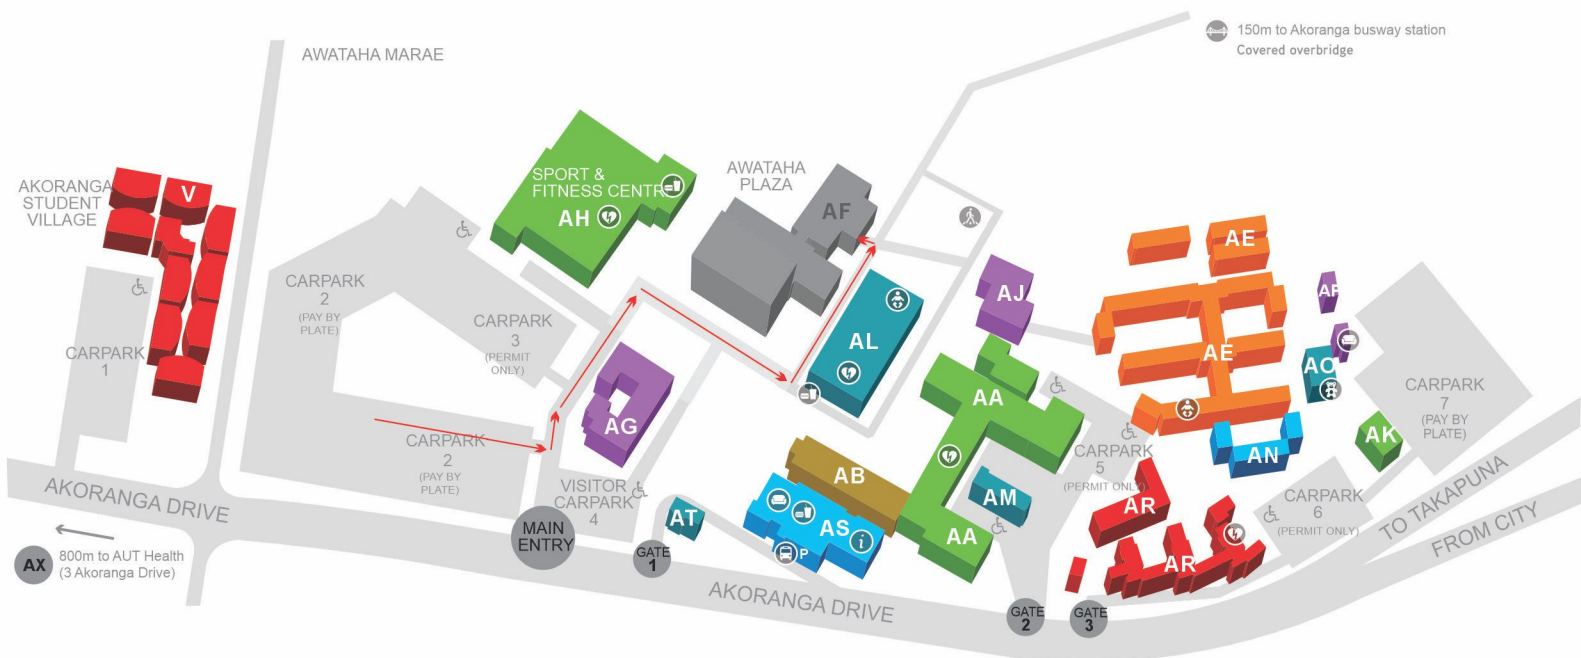 150m to Akoranga busway station
Covered overbridge
AWATAHA MARAE
AKORANGA
STUDENT
VILLAGE
V
SPORT &
FITNESS CENTR
AH
AWATAHA
PLAZA
AF
CARPARK
2
(PAY BY
PLATE)
CARPARK
3
(PERMIT
ONLY)
CARPARK
1
AL
AJ
AE
AE
AO
AG
AA
CARPARK
7
(PAY BY
PLATE)
AK
CARPARK
2
(PAY BY
PLATE)
CARPARK
5
(PERMIT ONLY)
AN
AB
VISITOR
CARPARK
4
AM
AR
CARPARK
6
(PERMIT ONLY)
AKORANGA DRIVE
AT
AS
i
P
AA
AR
TO TAKAPUNA
FROM CITY
MAIN
ENTRY
GATE
1
AX
800m to AUT Health
(3 Akoranga Drive)
AKORANGA DRIVE
GATE
2
GATE
3